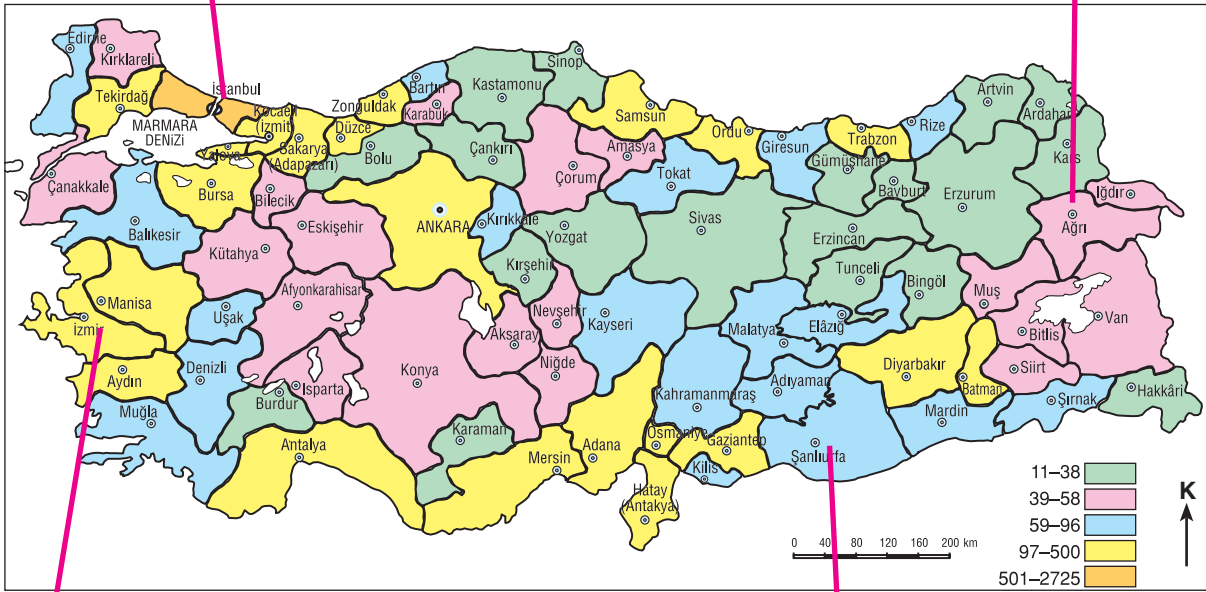 Edirne
Kırklareli
Tekirdağ
İstanbul
Kocaeli
(İzmit)
MARMARA
DENİZİ
Yalova
Sakarya
(Adapazarı)
Düzce
Zonguldak
Bartın
Karabük
Kastamonu
Sinop
Bolu
Çankırı
Samsun
Amasya
Çorum
Ordu
Giresun
Tokat
Trabzon
Gümüşhane
Bayburt
Rize
Artvin
Ardahan
Kars
Iğdır
Ağrı
Erzurum
Erzincan
Çanakkale
Balıkesir
Bursa
Bilecik
Eskişehir
Kütahya
ANKARA
Kırıkkale
Kırşehir
Yozgat
Sivas
Tunceli
Bingöl
Muş
Bitlis
Van
Manisa
İzmir
Uşak
Afyonkarahisar
Aydın
Denizli
Muğla
Burdur
Isparta
Konya
Aksaray
Nevşehir
Niğde
Kayseri
Malatya
Elâzığ
Diyarbakır
Batman
Siirt
Şırnak
Hakkâri
Mardin
Adıyaman
Kahramanmaraş
Karaman
Antalya
Mersin
Adana
Osmaniye
Gaziantep
Kilis
Şanlıurfa
Hatay
(Antakya)
11–38
39–58
59–96
97–500
501–2725
K
0 40 80 120 160 200 km